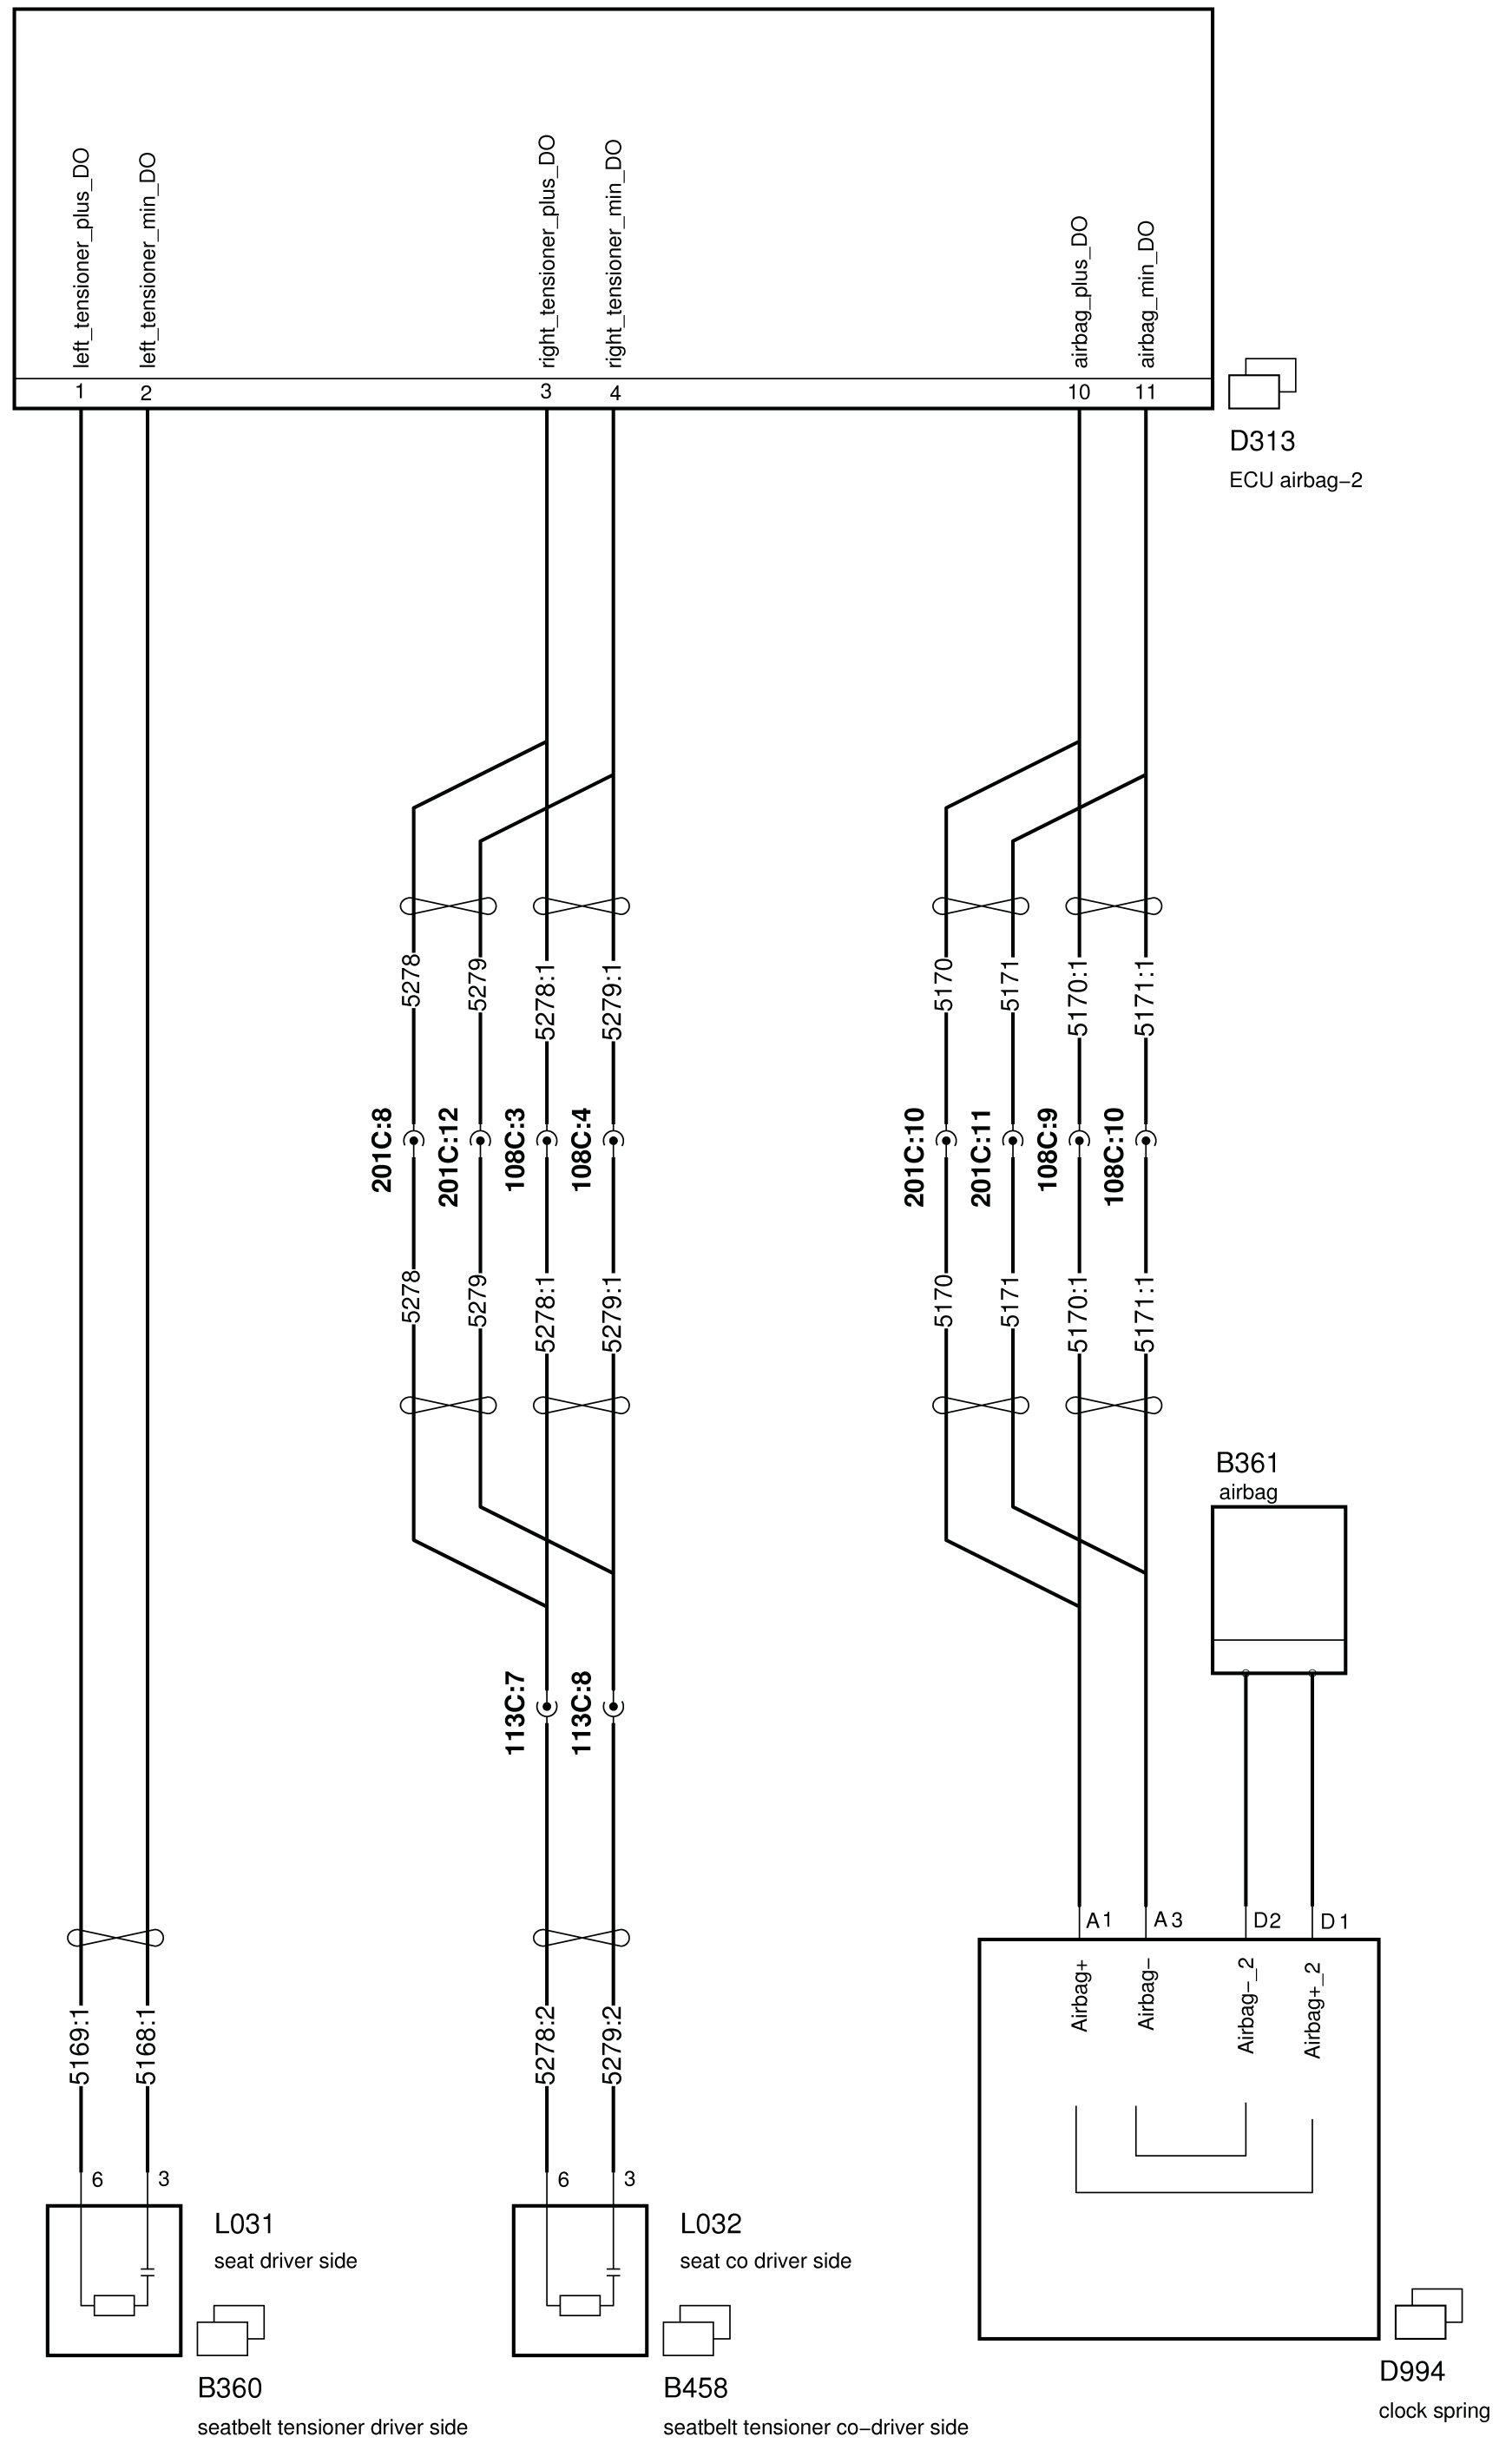 left_tensioner_plus_DO
left_tensioner_min_DO
right_tensioner_plus_DO
right_tensioner_min_DO
airbag_plus_DO
airbag_min_DO
1 2 3 4 10 11
D313
ECU airbag−2
5278 5279 5278:1 5279:1 5170 5171 5170:1 5171:1
201C:8 201C:12 108C:3 108C:4 201C:10 201C:11 108C:9 108C:10
5278 5279 5278:1 5279:1 5170 5171 5170:1 5171:1
B361
airbag
113C:7 113C:8
A1 A3 D2 D1
Airbag+ Airbag− Airbag−_2 Airbag+_2
5169:1 5168:1 5278:2 5279:2
6 3 6 3
L031
seat driver side
L032
seat co driver side
B360
seatbelt tensioner driver side
B458
seatbelt tensioner co−driver side
D994
clock spring